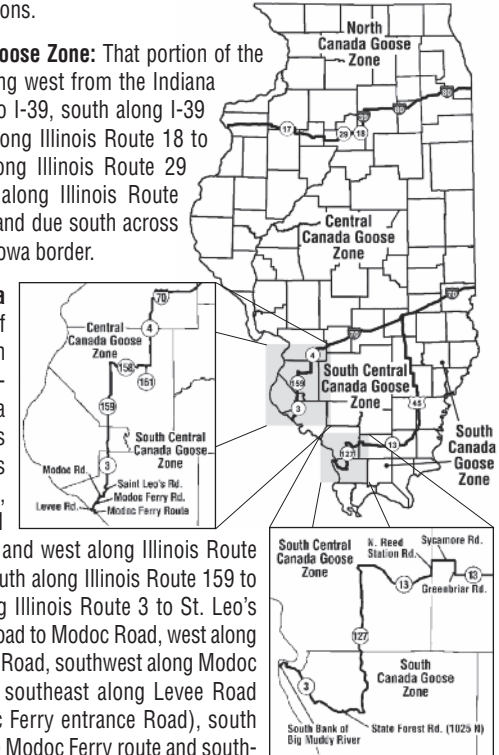 ons.
oose Zone: That portion of the
ng west from the Indiana
o I-39, south along I-39
long Illinois Route 18 to
ong Illinois Route 29
along Illinois Route
and due south across
owa border.
a
f
n
-
a
s
s
,
l
and west along Illinois Route
uth along Illinois Route 159 to
g Illinois Route 3 to St. Leo's
oad to Modoc Road, west along
Road, southwest along Modoc
southeast along Levee Road
c Ferry entrance Road), south
Modoc Ferry route and south-
North
Canada Goose
Zone
80
39
80
17
29
18
Central
Canada Goose
Zone
70
70
4
159
3
South Central
Canada Goose
Zone
45
13
127
South
Canada
Goose
Zone
70
Central
Canada Goose
Zone
4
158
161
159
South Central
Canada Goose
Zone
3
Modoc Rd.
Saint Leo's Rd.
Modoc Ferry Rd.
Levee Rd.
Modoc Ferry Route
South Central
Canada Goose
Zone
N. Reed
Station Rd.
Sycamore Rd.
13
13
Greenbriar Rd.
127
3
South
Canada Goose
Zone
South Bank of
Big Muddy River
State Forest Rd. (1025 N)